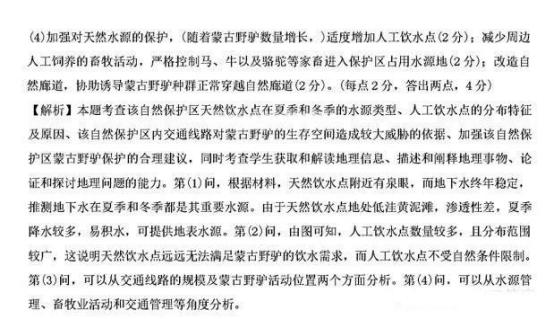 (4)加强对天然水源的保护，(随着蒙古野驴数量增长，)适度增加人工饮水点(2分)；减少周边
人工饲养的畜牧活动，严格控制马、牛以及骆驼等家畜进入保护区占用水源地(2分)；改造自
然廊道，协助诱导蒙古野驴种群正常穿越自然廊道(2分)。(每点2分，答出两点，4分)
【解析】本题考查该自然保护区天然饮水点在夏季和冬季的水源类型、人工饮水点的分布特征
及原因、该自然保护区内交通线路对蒙古野驴的生存空间造成较大威胁的依据、加强该自然保
护区蒙古野驴保护的合理建议，同时考查学生获取和解读地理信息、描述和阐释地理事物、论
证和探讨地理问题的能力。第(1)问，根据材料，天然饮水点附近有泉眼，而地下水终年稳定，
推测地下水在夏季和冬季都是其重要水源。由于天然饮水点地处低洼黄泥滩，渗透性差，夏季
降水较多，易积水，可提供地表水源。第(2)问，由图可知，人工饮水点数量较多，且分布范围
较广，这说明天然饮水点远远无法满足蒙古野驴的饮水需求，而人工饮水点不受自然条件限制。
第(3)问，可以从交通线路的规模及蒙古野驴活动位置两个方面分析。第(4)问，可以从水源管
理、畜牧业活动和交通管理等角度分析。